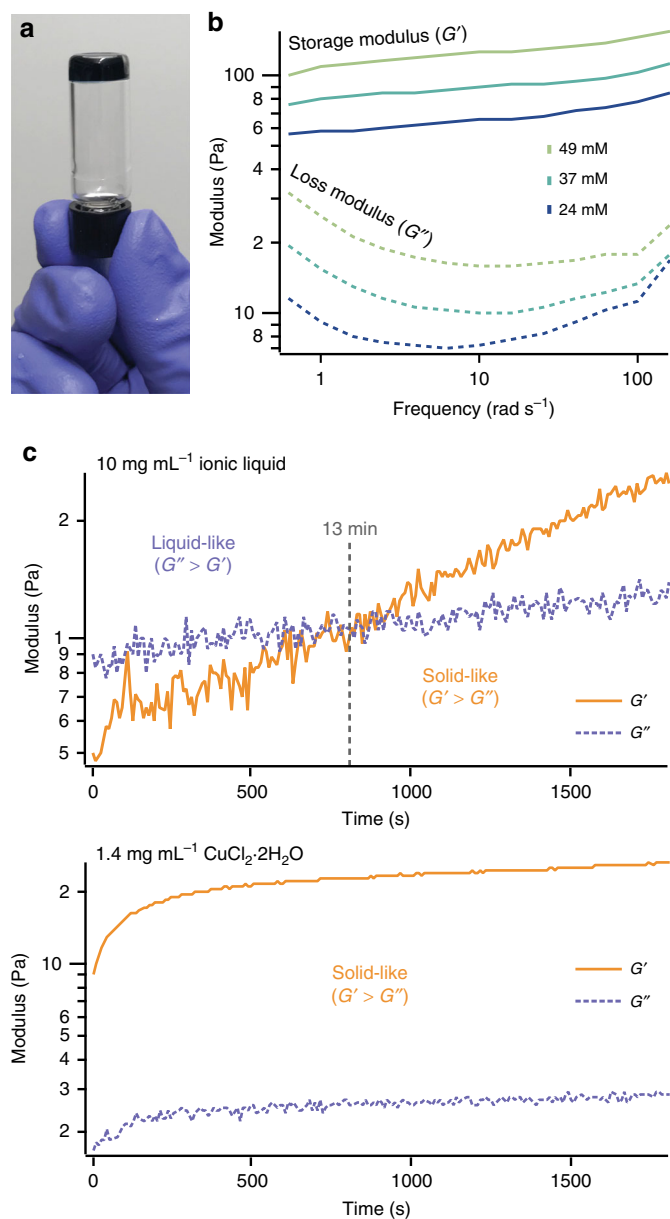 a
b
Storage modulus (G′)
Loss modulus (G″)
49 mM
37 mM
24 mM
Modulus (Pa)
100
8
6
4
2
10
8
1
10
100
Frequency (rad s⁻¹)
c
10 mg mL⁻¹ ionic liquid
13 min
Liquid-like
(G″ > G′)
Solid-like
(G′ > G″)
G′
G″
Modulus (Pa)
2
1
9
8
7
6
5
0
500
1000
1500
Time (s)
1.4 mg mL⁻¹ CuCl₂·2H₂O
Solid-like
(G′ > G″)
G′
G″
Modulus (Pa)
2
10
6
5
4
3
2
0
500
1000
1500
Time (s)